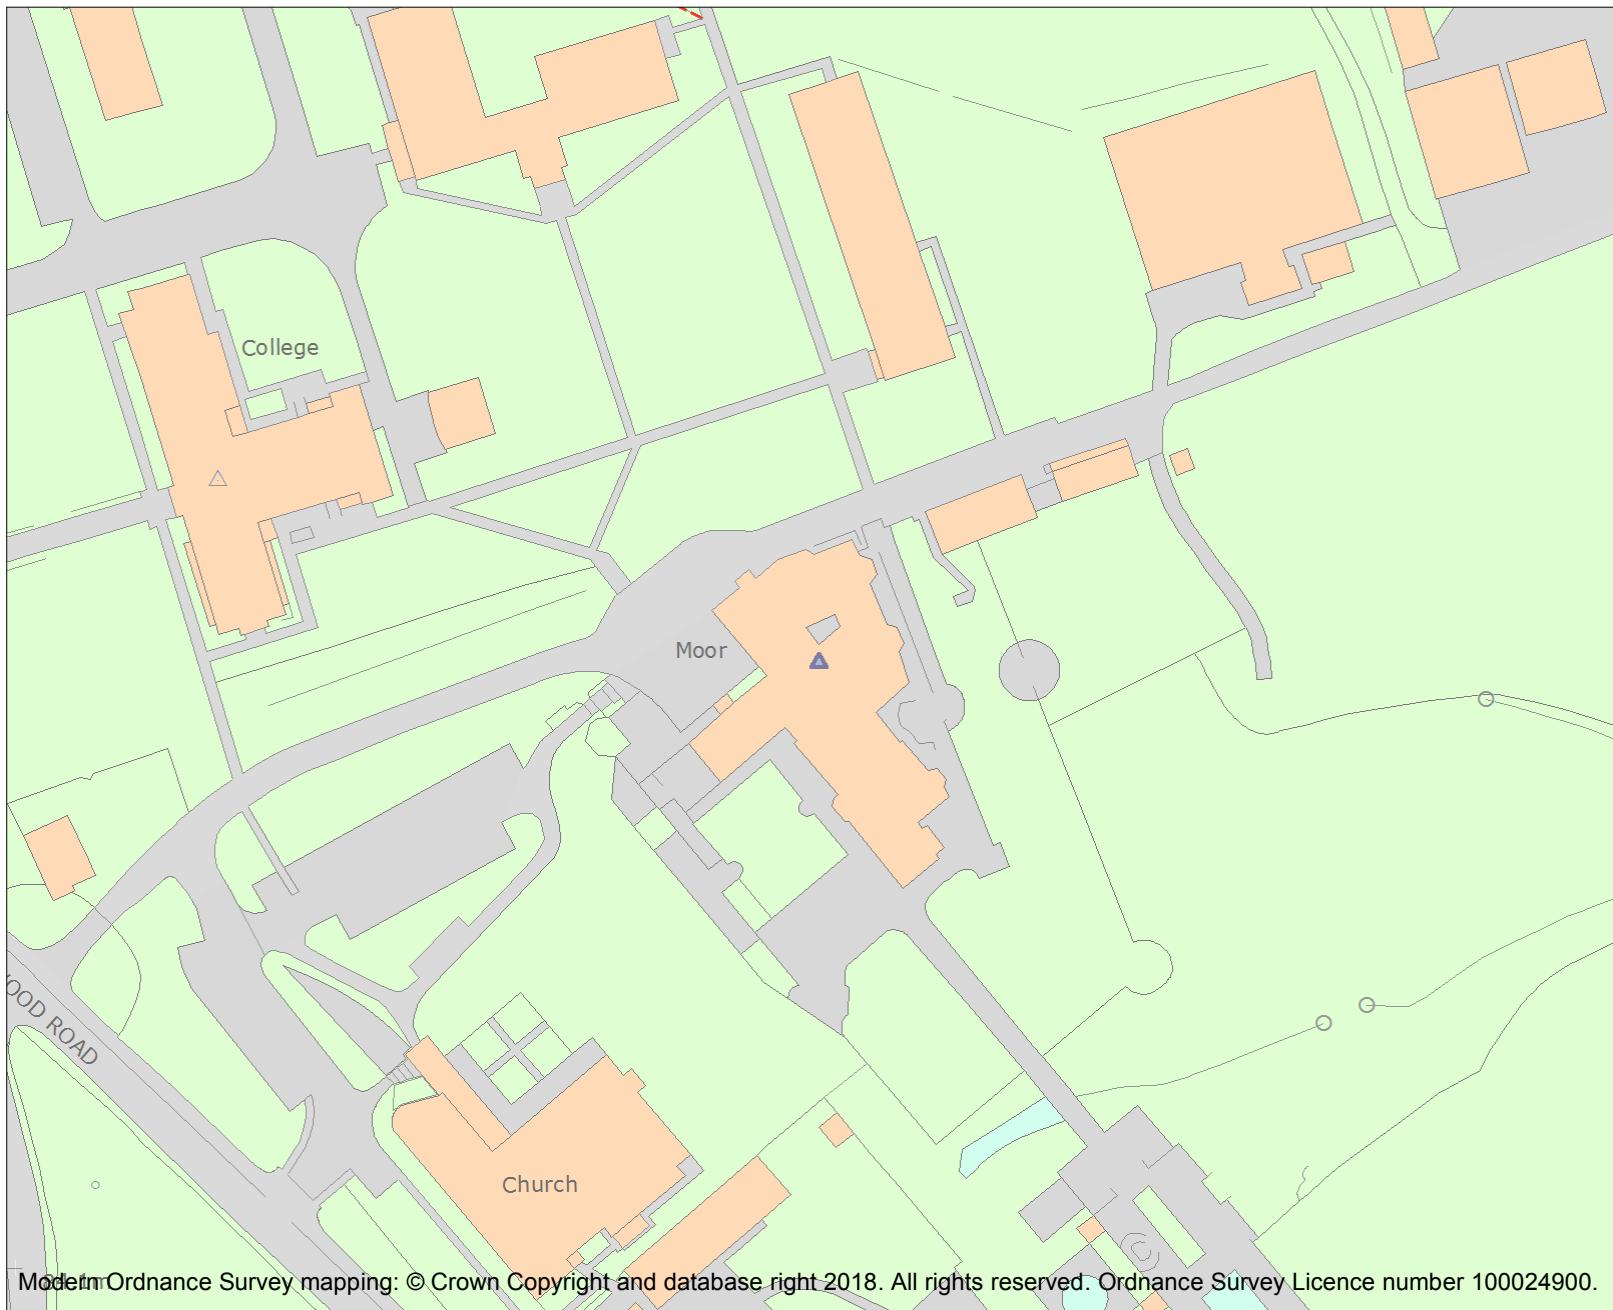 College
Moor
OOD ROAD
Church
Modern Ordnance Survey mapping: © Crown Copyright and database right 2018. All rights reserved. Ordnance Survey Licence number 100024900.